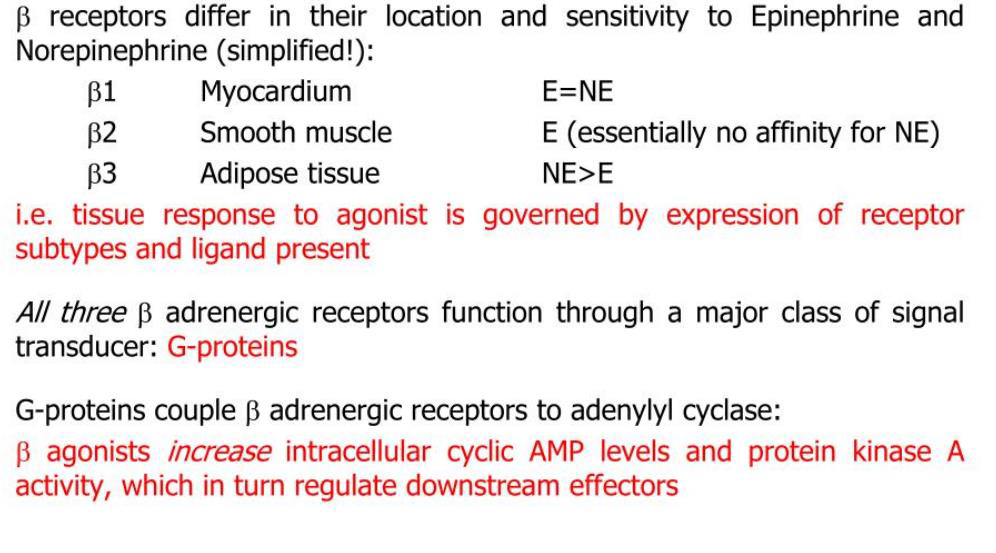 β receptors differ in their location and sensitivity to Epinephrine and
Norepinephrine (simplified!):
β1 Myocardium E=NE
β2 Smooth muscle E (essentially no affinity for NE)
β3 Adipose tissue NE>E
i.e. tissue response to agonist is governed by expression of receptor
subtypes and ligand present
All three β adrenergic receptors function through a major class of signal
transducer: G-proteins
G-proteins couple β adrenergic receptors to adenylyl cyclase:
β agonists increase intracellular cyclic AMP levels and protein kinase A
activity, which in turn regulate downstream effectors